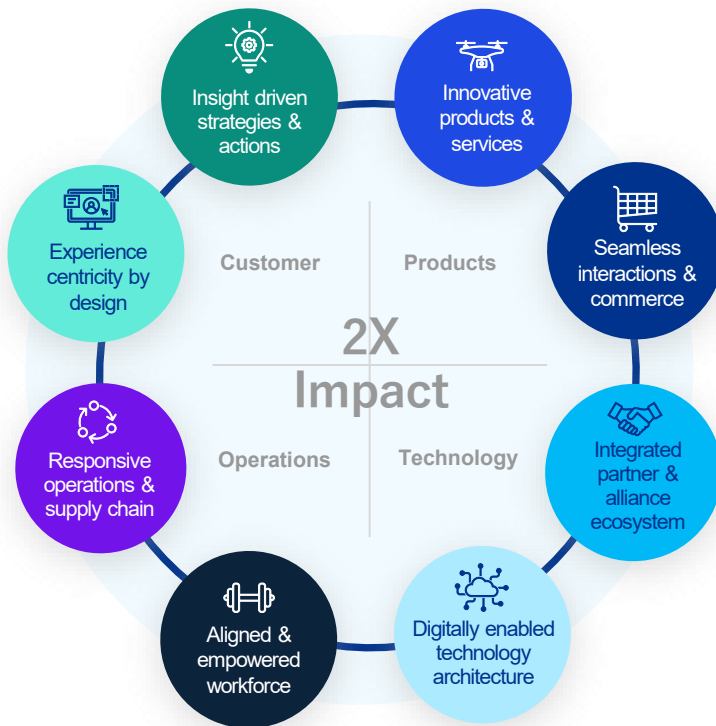 Insight driven
strategies &
actions
Innovative
products &
services
Experience
centricity by
design
Seamless
interactions &
commerce
Customer
Products
2X
Impact
Operations
Technology
Responsive
operations &
supply chain
Integrated
partner &
alliance
ecosystem
Aligned &
empowered
workforce
Digitally enabled
technology
architecture